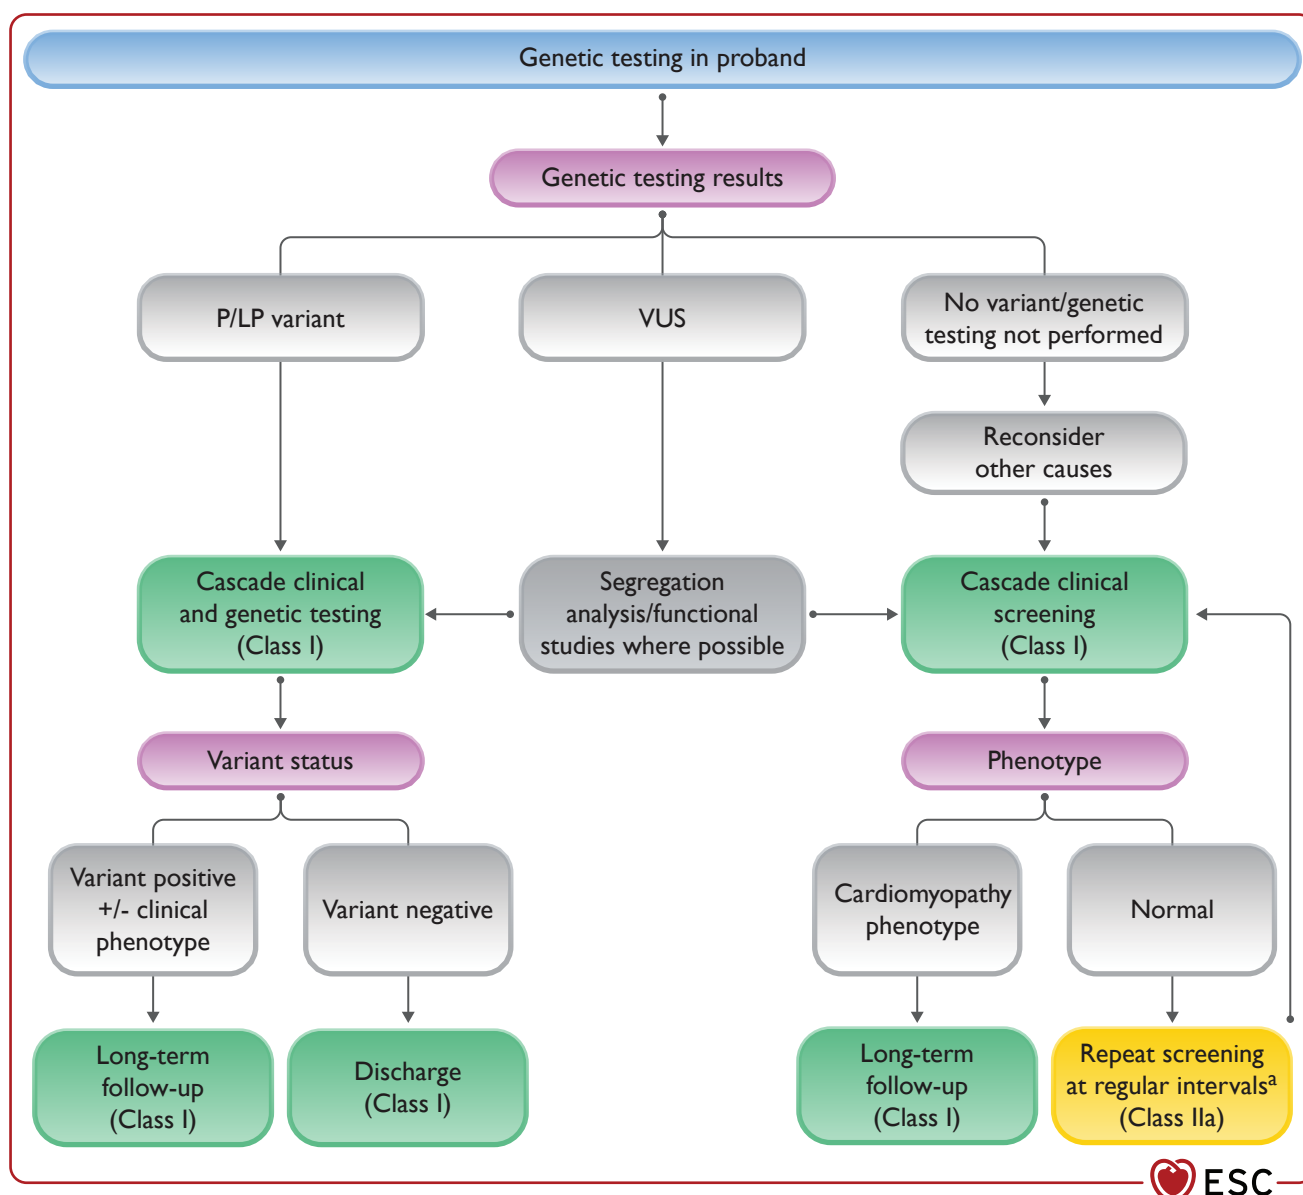 Genetic testing in proband
Genetic testing results
P/LP variant
VUS
No variant/genetic
testing not performed
Reconsider
other causes
Cascade clinical
and genetic testing
(Class I)
Segregation
analysis/functional
studies where possible
Cascade clinical
screening
(Class I)
Variant status
Phenotype
Variant positive
+/- clinical
phenotype
Variant negative
Cardiomyopathy
phenotype
Normal
Long-term
follow-up
(Class I)
Discharge
(Class I)
Long-term
follow-up
(Class I)
Repeat screening
at regular intervalsᵃ
(Class IIa)
ESC